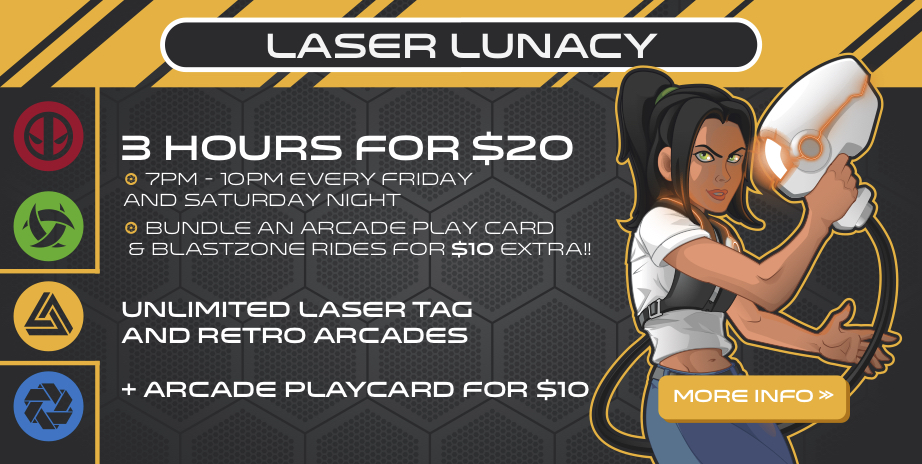 LASER LUNACY
3 HOURS FOR $20
7PM - 10PM EVERY FRIDAY
AND SATURDAY NIGHT
BUNDLE AN ARCADE PLAY CARD
& BLASTZONE RIDES FOR $10 EXTRA!!
UNLIMITED LASER TAG
AND RETRO ARCADES
+ ARCADE PLAYCARD FOR $10
MORE INFO »